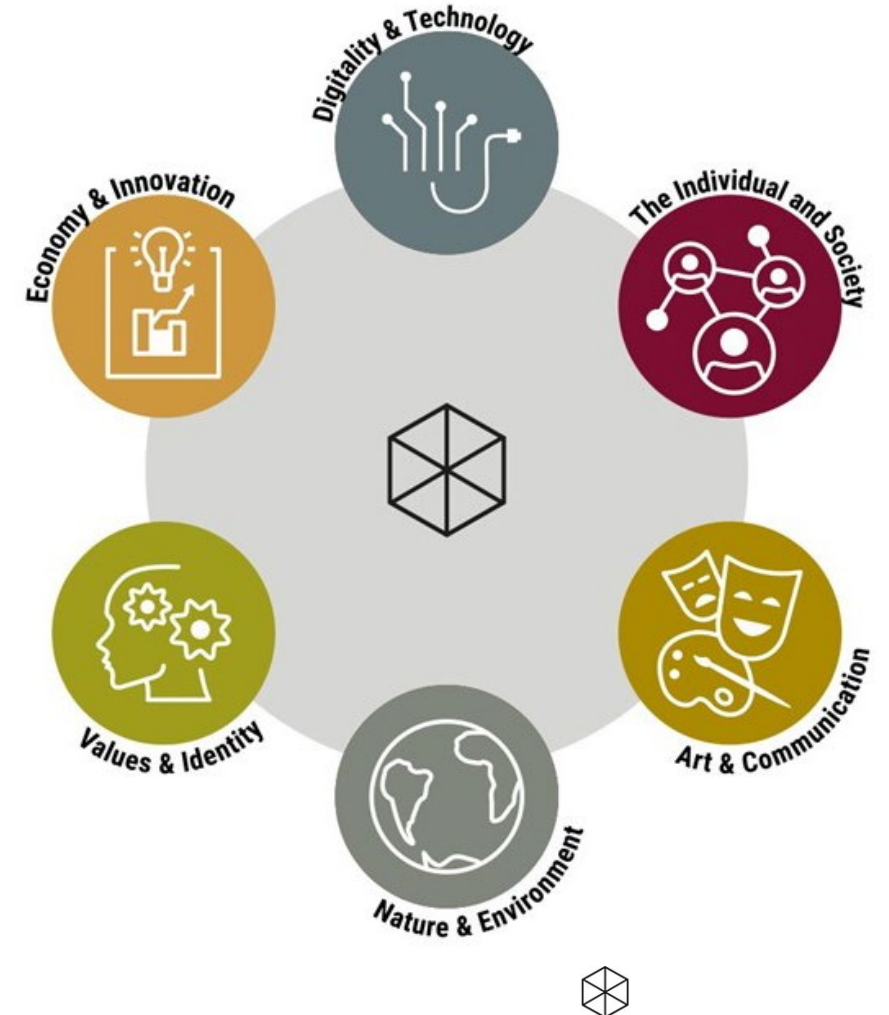 Digitality & Technology
Economy & Innovation
The Individual and Society
Values & Identity
Art & Communication
Nature & Environment